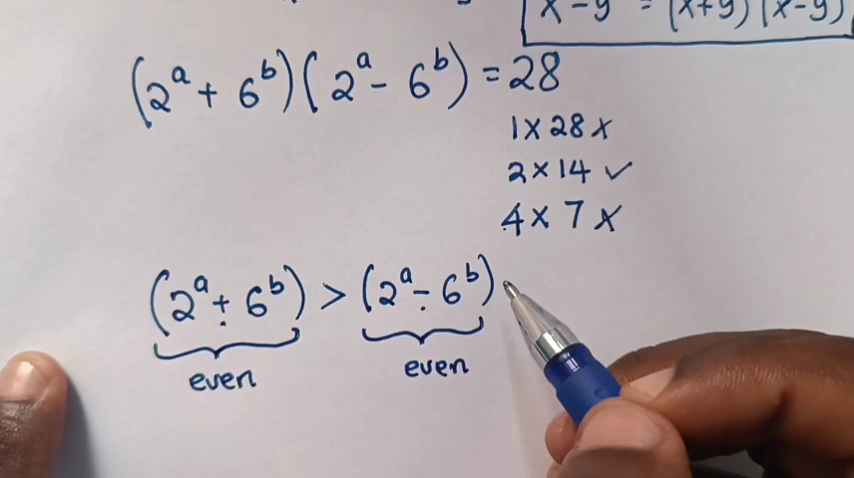 x - y = (x+y)(x-y)
(2^a + 6^b)(2^a - 6^b) = 28
1 x 28 x
2 x 14 ✓
4 x 7 x
(2^a + 6^b) > (2^a - 6^b)
even even